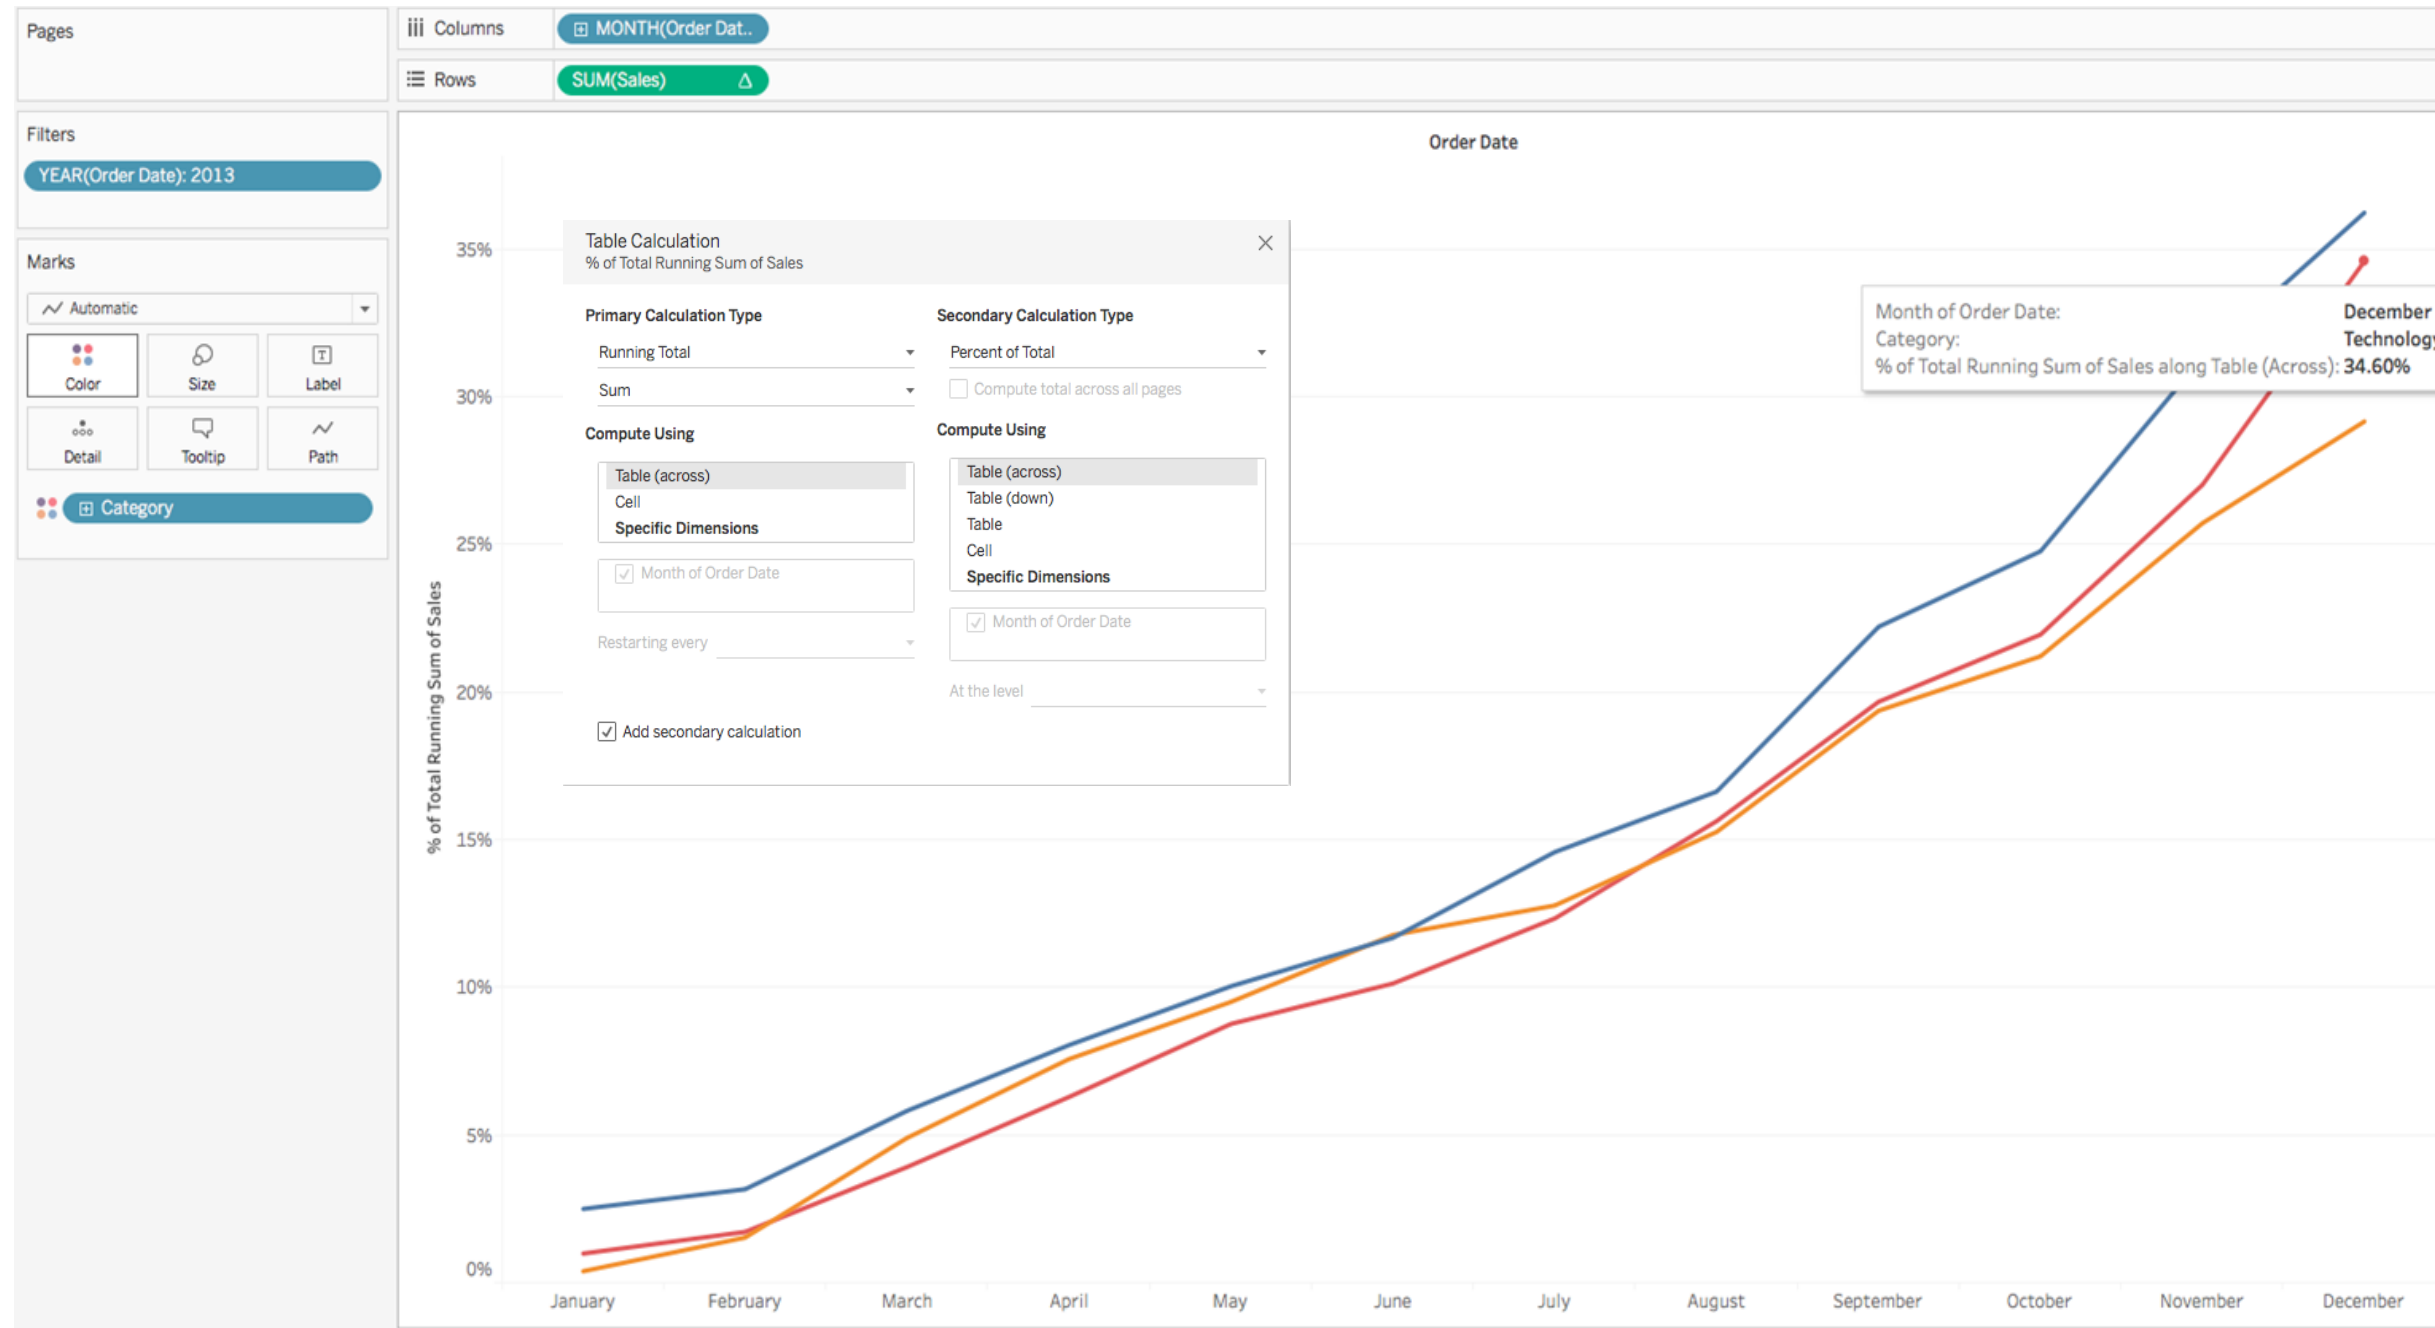 Pages
Columns
MONTH(Order Dat..
Rows
SUM(Sales)
Filters
YEAR(Order Date): 2013
Marks
Automatic
Color
Size
Label
Detail
Tooltip
Path
Category
Order Date
Table Calculation
% of Total Running Sum of Sales
Primary Calculation Type
Running Total
Sum
Compute Using
Table (across)
Cell
Specific Dimensions
Month of Order Date
Restarting every
Add secondary calculation
Secondary Calculation Type
Percent of Total
Compute total across all pages
Compute Using
Table (across)
Table (down)
Table
Cell
Specific Dimensions
Month of Order Date
At the level
Month of Order Date: December
Category: Technology
% of Total Running Sum of Sales along Table (Across): 34.60%
% of Total Running Sum of Sales
35%
30%
25%
20%
15%
10%
5%
0%
January
February
March
April
May
June
July
August
September
October
November
December